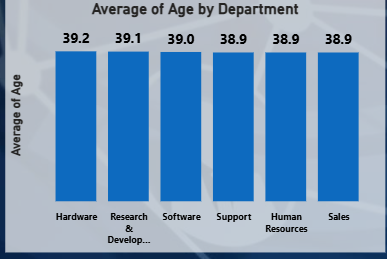 Average of Age by Department
39.2 39.1 39.0 38.9 38.9 38.9
Average of Age
Hardware Research Software Support Human Sales
& Resources
Develop...